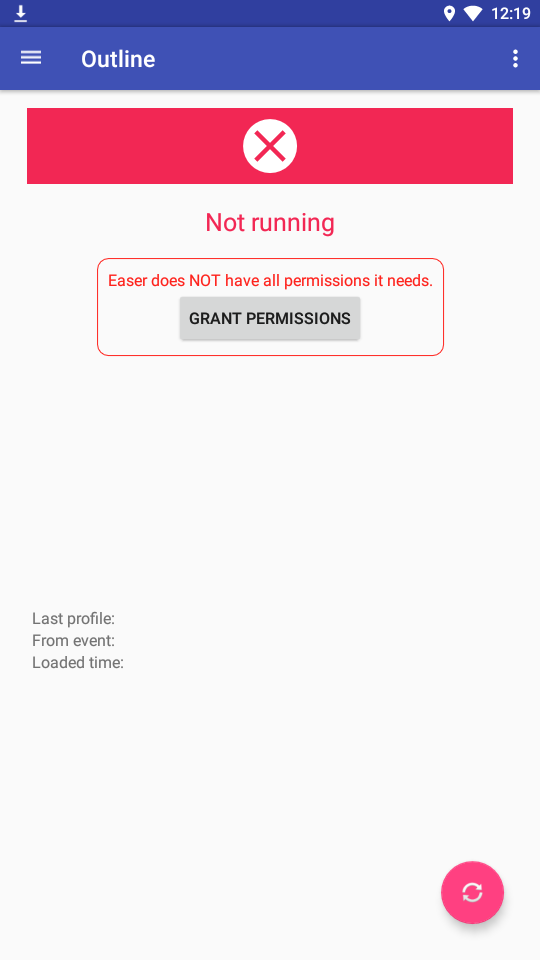 12:19
Outline
Not running
Easer does NOT have all permissions it needs.
GRANT PERMISSIONS
Last profile:
From event:
Loaded time: